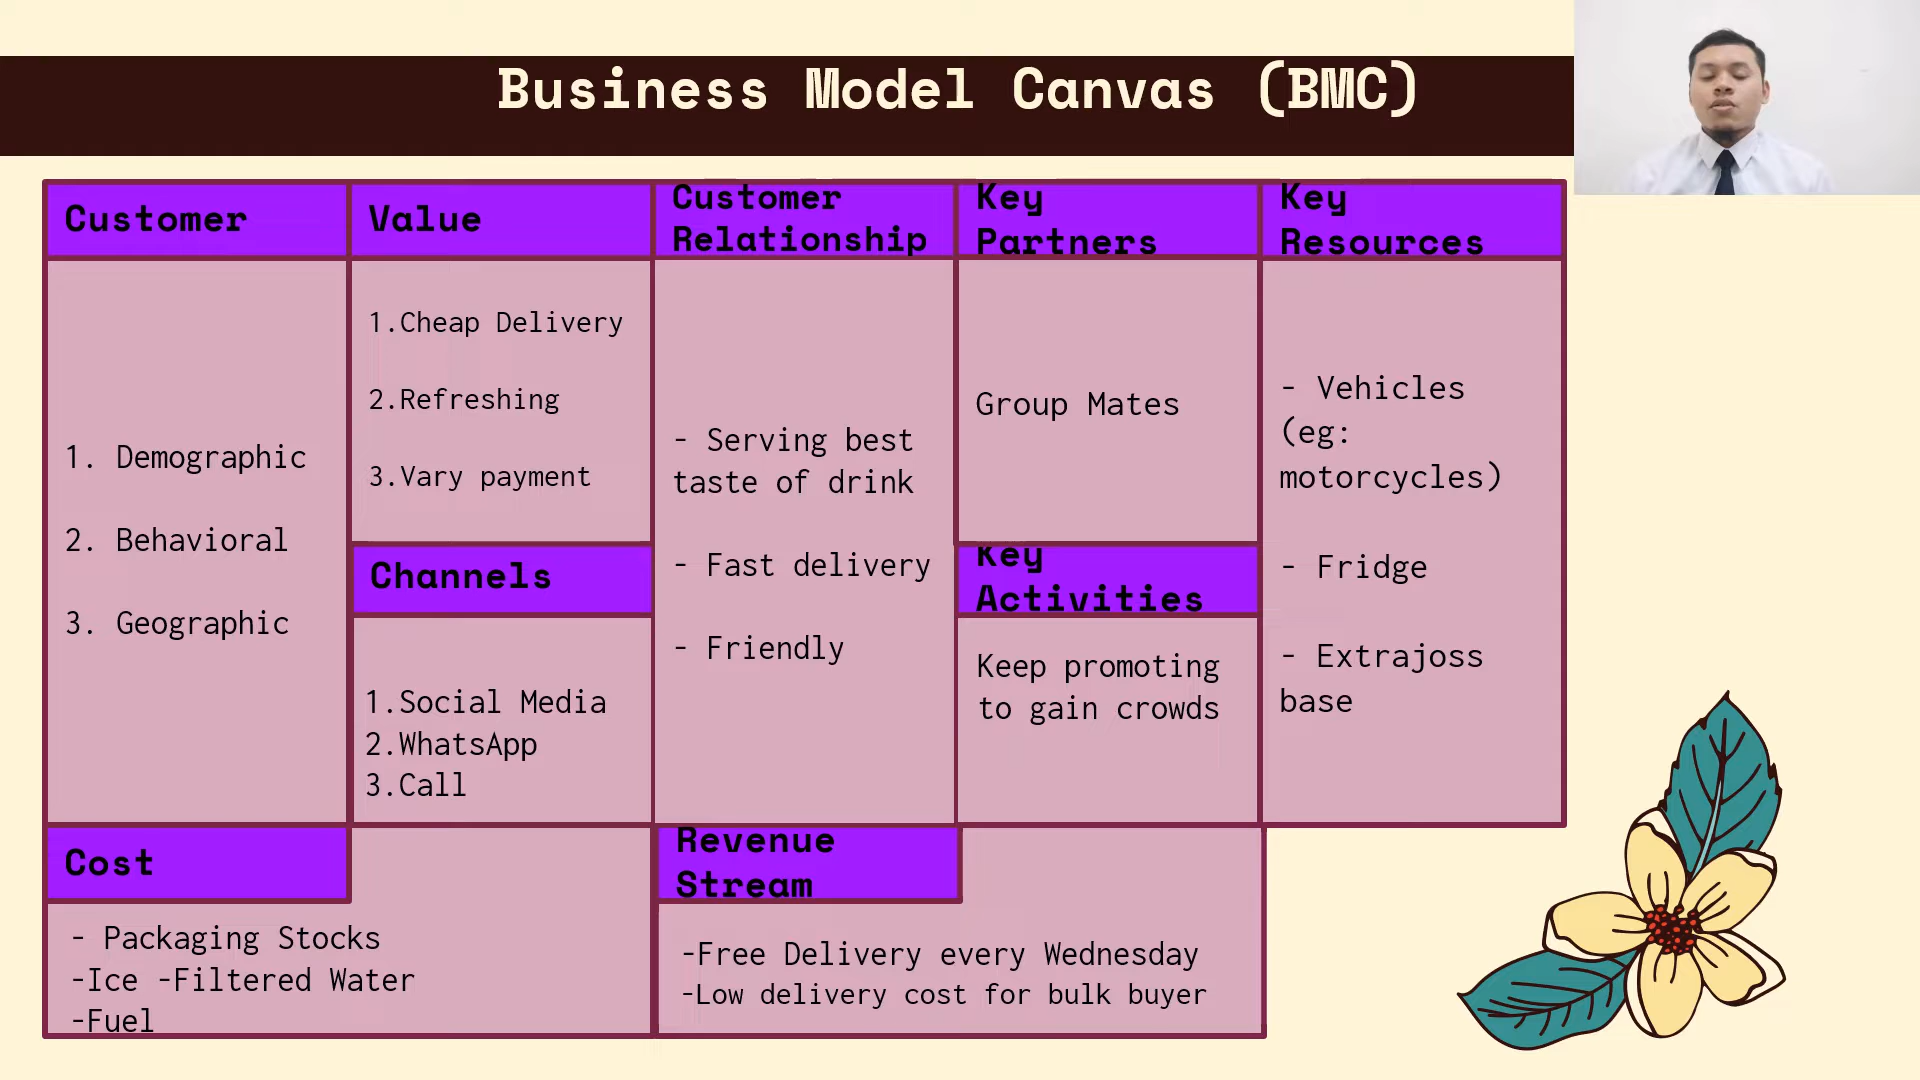 Business Model Canvas (BMC)
Customer
1. Demographic
2. Behavioral
3. Geographic
Value
1.Cheap Delivery
2.Refreshing
3.Vary payment
Channels
1.Social Media
2.WhatsApp
3.Call
Customer
Relationship
- Serving best
taste of drink
- Fast delivery
- Friendly
Key
Partners
Group Mates
Key
Activities
Keep promoting
to gain crowds
Key
Resources
- Vehicles
(eg:
motorcycles)
- Fridge
- Extrajoss
base
Cost
- Packaging Stocks
-Ice -Filtered Water
-Fuel
Revenue
Stream
-Free Delivery every Wednesday
-Low delivery cost for bulk buyer